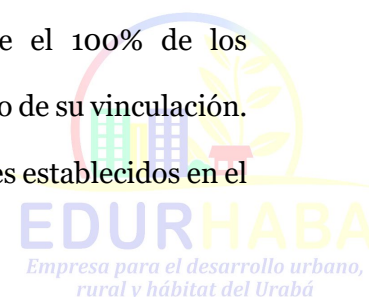 e el 100% de los
o de su vinculación.
es establecidos en el
EDURHABA
Empresa para el desarrollo urbano,
rural y hábitat del Urabá